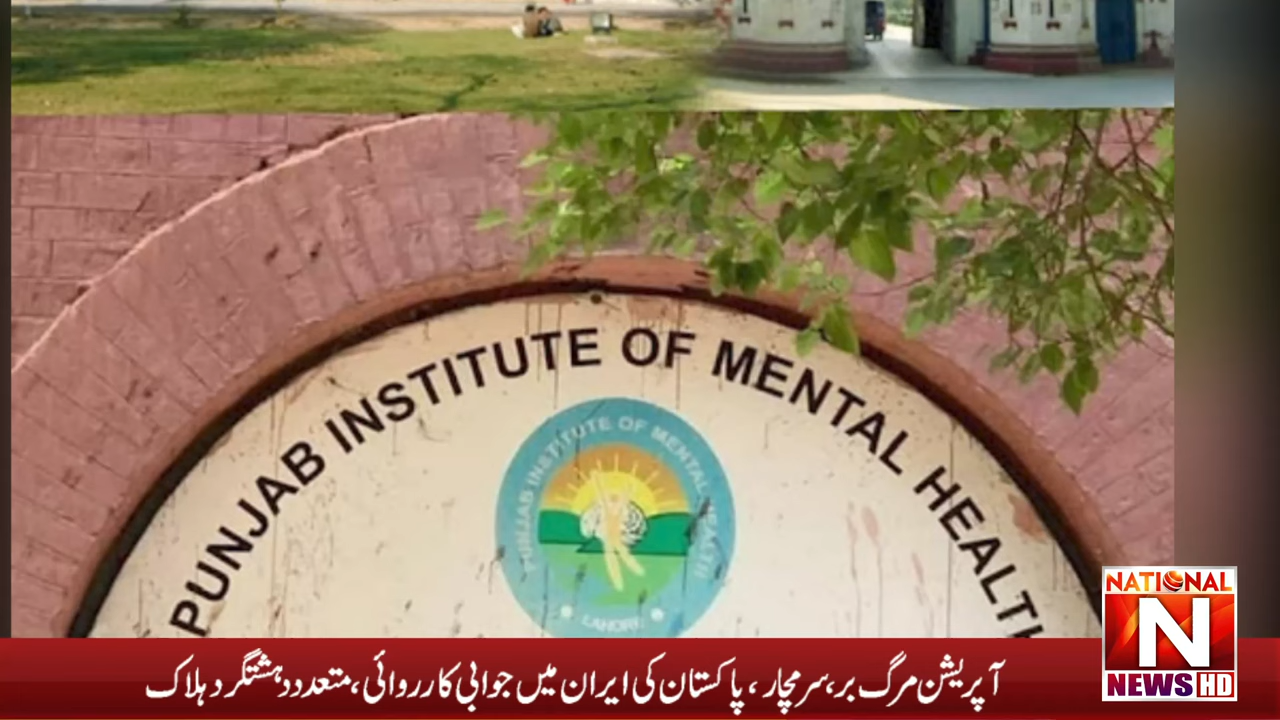 PUNJAB INSTITUTE OF MENTAL HEALTH
PUNJAB INSTITUTE OF MENTAL HEALTH
LAHORE
NATIONAL
N
NEWS HD
آپریشن مرگ بر، سرمچار، پاکستان کی ایران میں جوابی کارروائی، متعدد دہشتگرد ہلاک